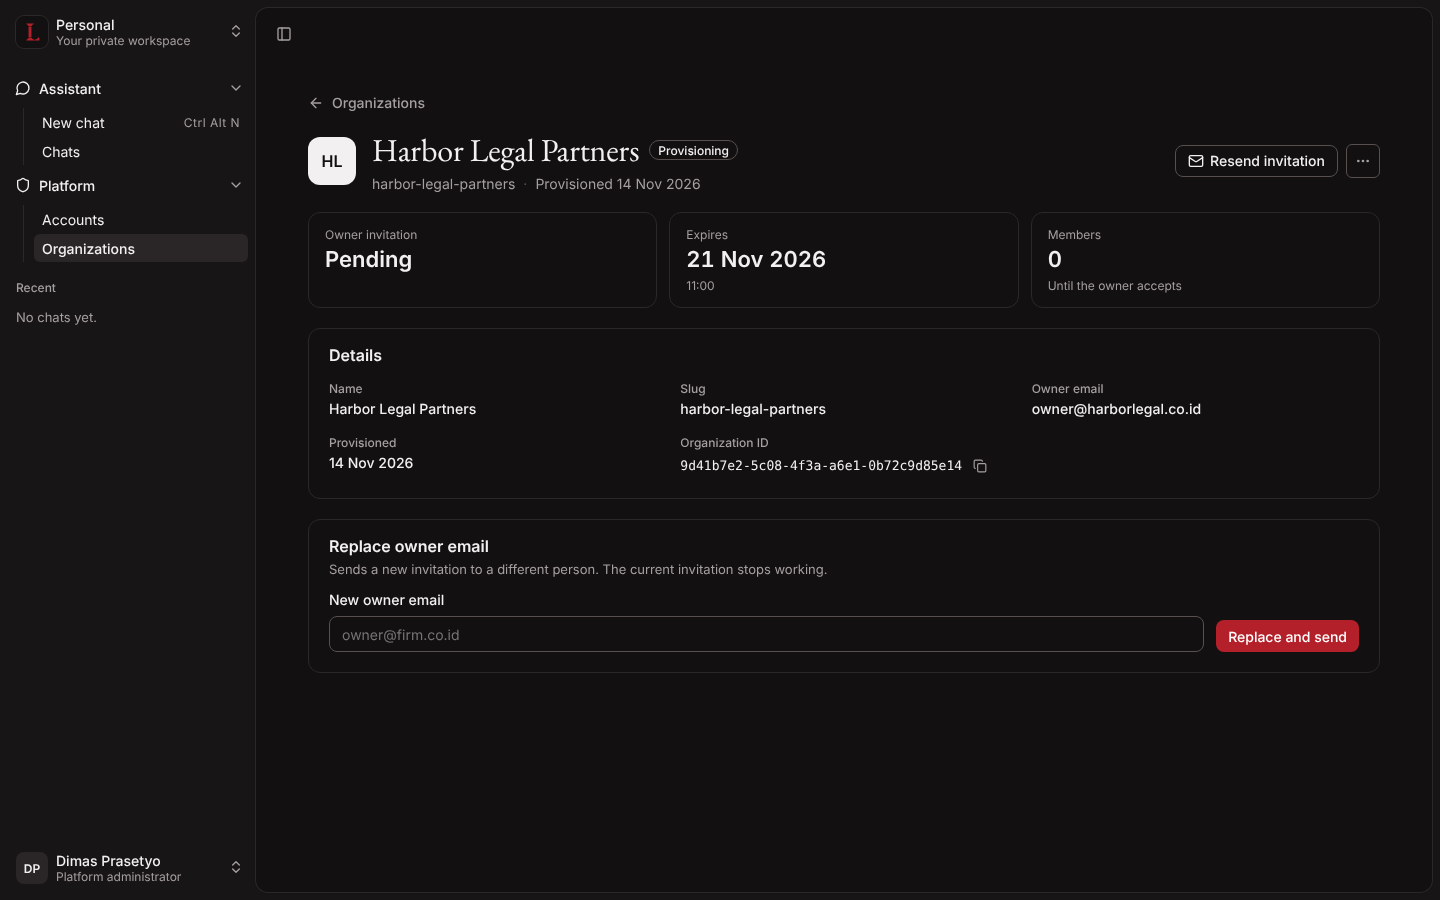 L
Personal
Your private workspace
Assistant
New chat Ctrl Alt N
Chats
Platform
Accounts
Organizations
Recent
No chats yet.
DP
Dimas Prasetyo
Platform administrator
Organizations
HL
Harbor Legal Partners Provisioning
harbor-legal-partners · Provisioned 14 Nov 2026
Resend invitation
Owner invitation
Pending
Expires
21 Nov 2026
11:00
Members
0
Until the owner accepts
Details
Name
Harbor Legal Partners
Slug
harbor-legal-partners
Owner email
owner@harborlegal.co.id
Provisioned
14 Nov 2026
Organization ID
9d41b7e2-5c08-4f3a-a6e1-0b72c9d85e14
Replace owner email
Sends a new invitation to a different person. The current invitation stops working.
New owner email
owner@firm.co.id
Replace and send